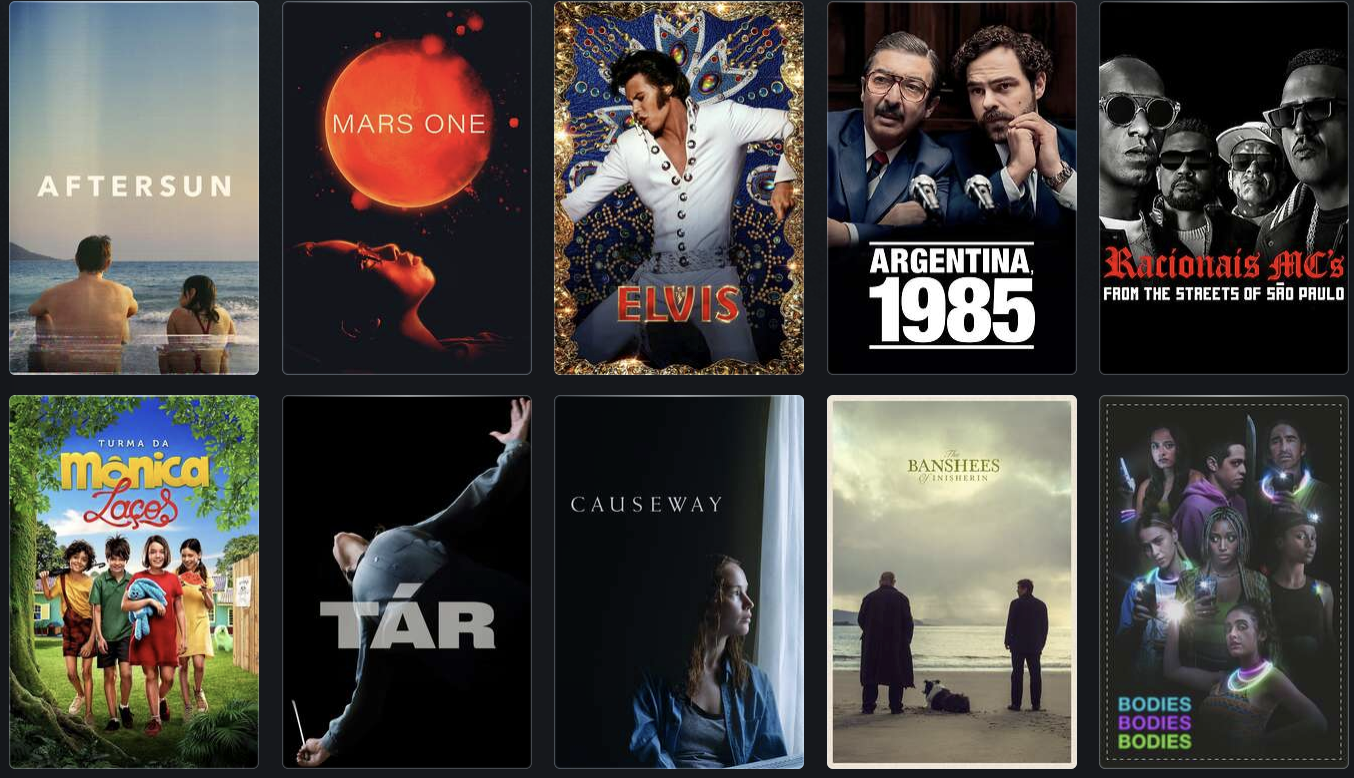 AFTERSUN
MARS ONE
ELVIS
ARGENTINA,
1985
Racionais MC's
FROM THE STREETS OF SÃO PAULO
TURMA DA
Mônica
Laços
TÁR
CAUSEWAY
The
BANSHEES
Of INISHERIN
BODIES
BODIES
BODIES